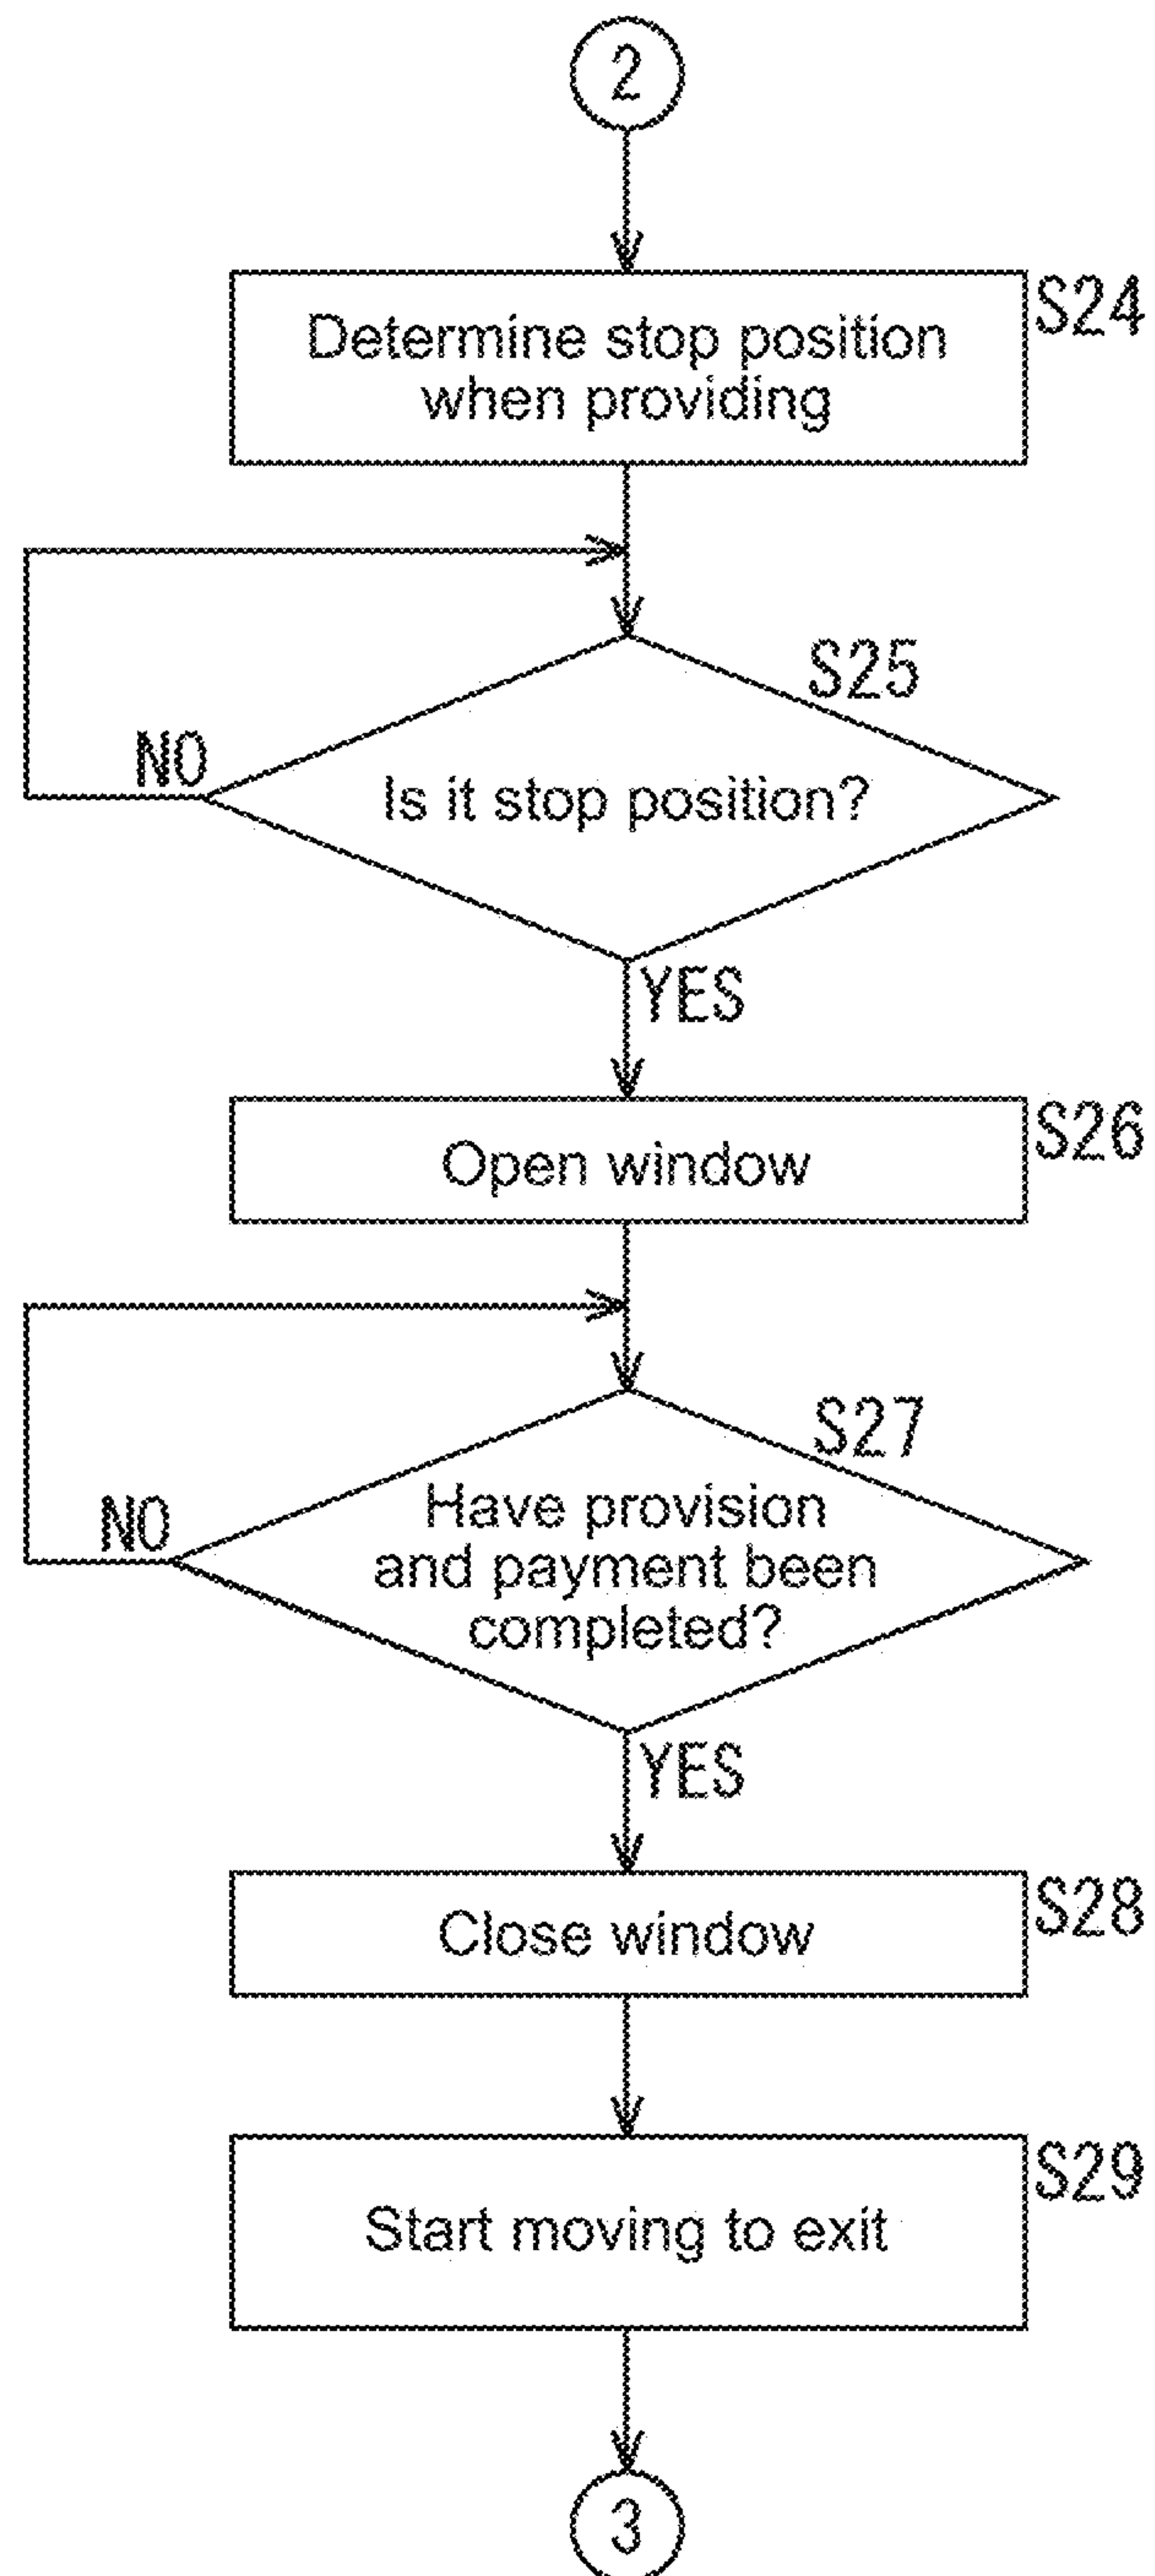 2
S24
Determine stop position
when providing
S25
NO
Is it stop position?
YES
S26
Open window
S27
NO
Have provision
and payment been
completed?
YES
S28
Close window
S29
Start moving to exit
3